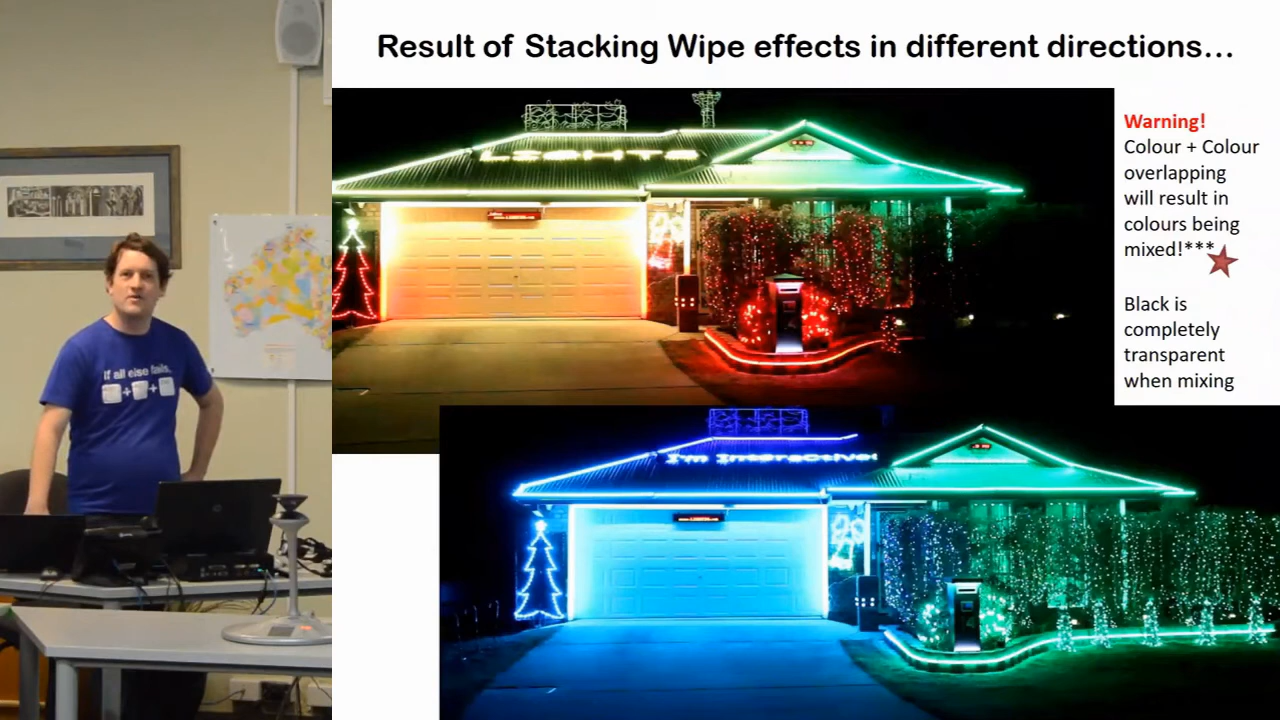 Result of Stacking Wipe effects in different directions...
Warning!
Colour + Colour
overlapping
will result in
colours being
mixed!***
Black is
completely
transparent
when mixing
if all else fails,
+ +
LIGHTS
I'm Interactive!